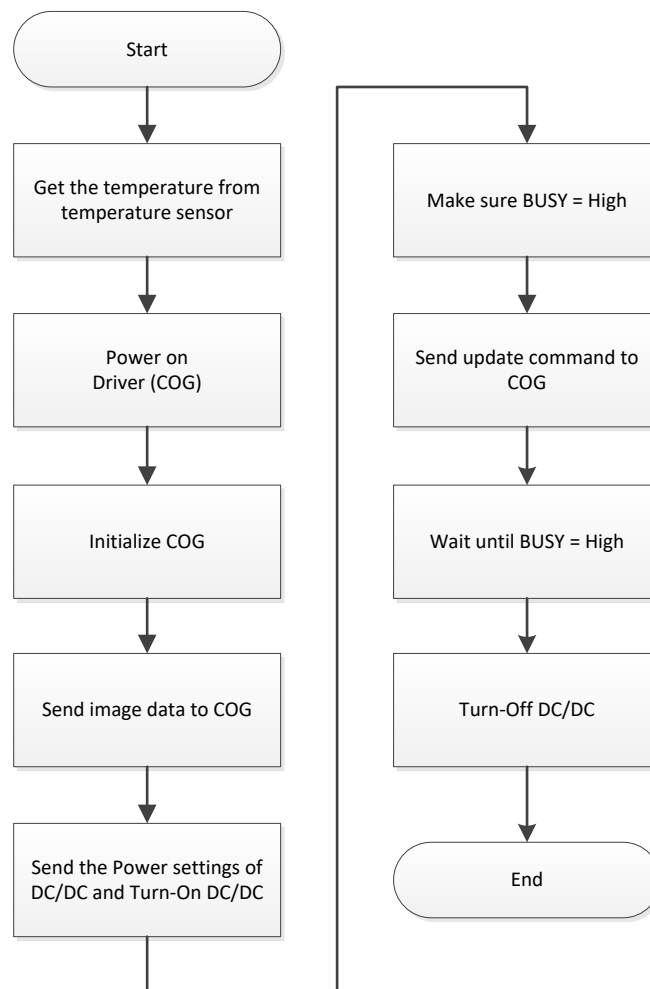 Start
Get the temperature from
temperature sensor
Power on
Driver (COG)
Initialize COG
Send image data to COG
Send the Power settings of
DC/DC and Turn-On DC/DC
Make sure BUSY = High
Send update command to
COG
Wait until BUSY = High
Turn-Off DC/DC
End